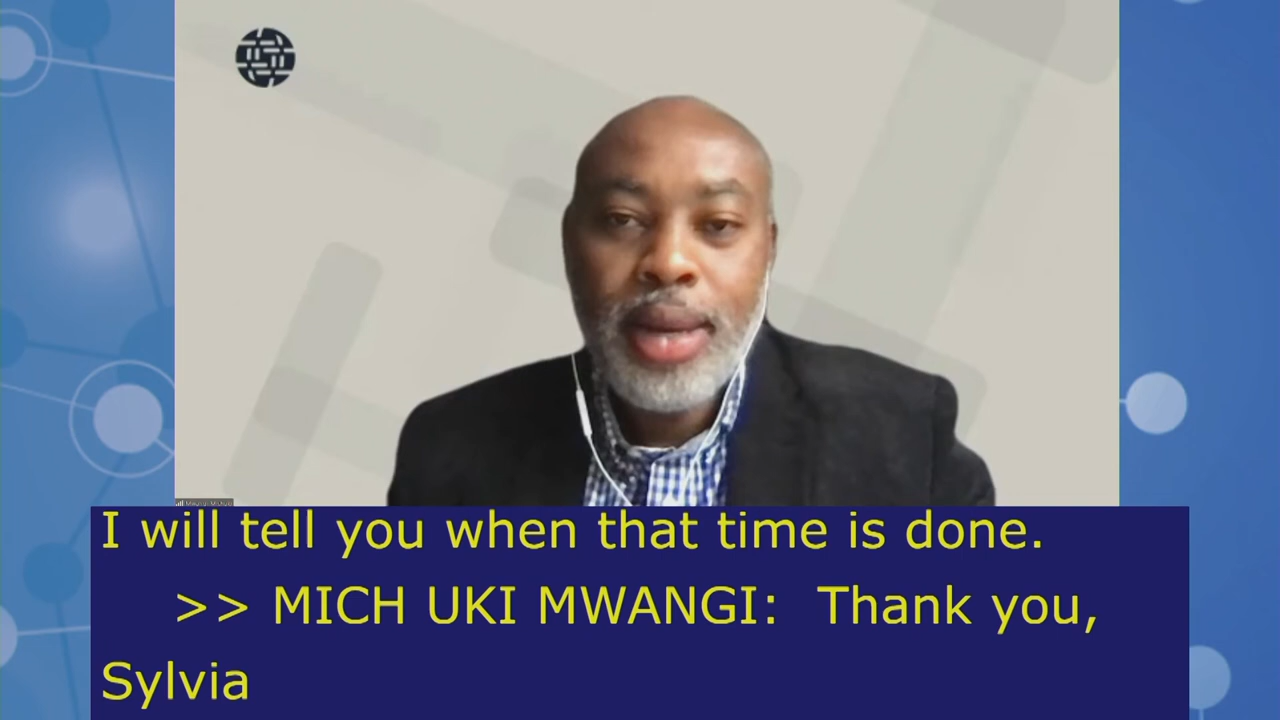 I will tell you when that time is done.
>> MICH UKI MWANGI:  Thank you,
Sylvia